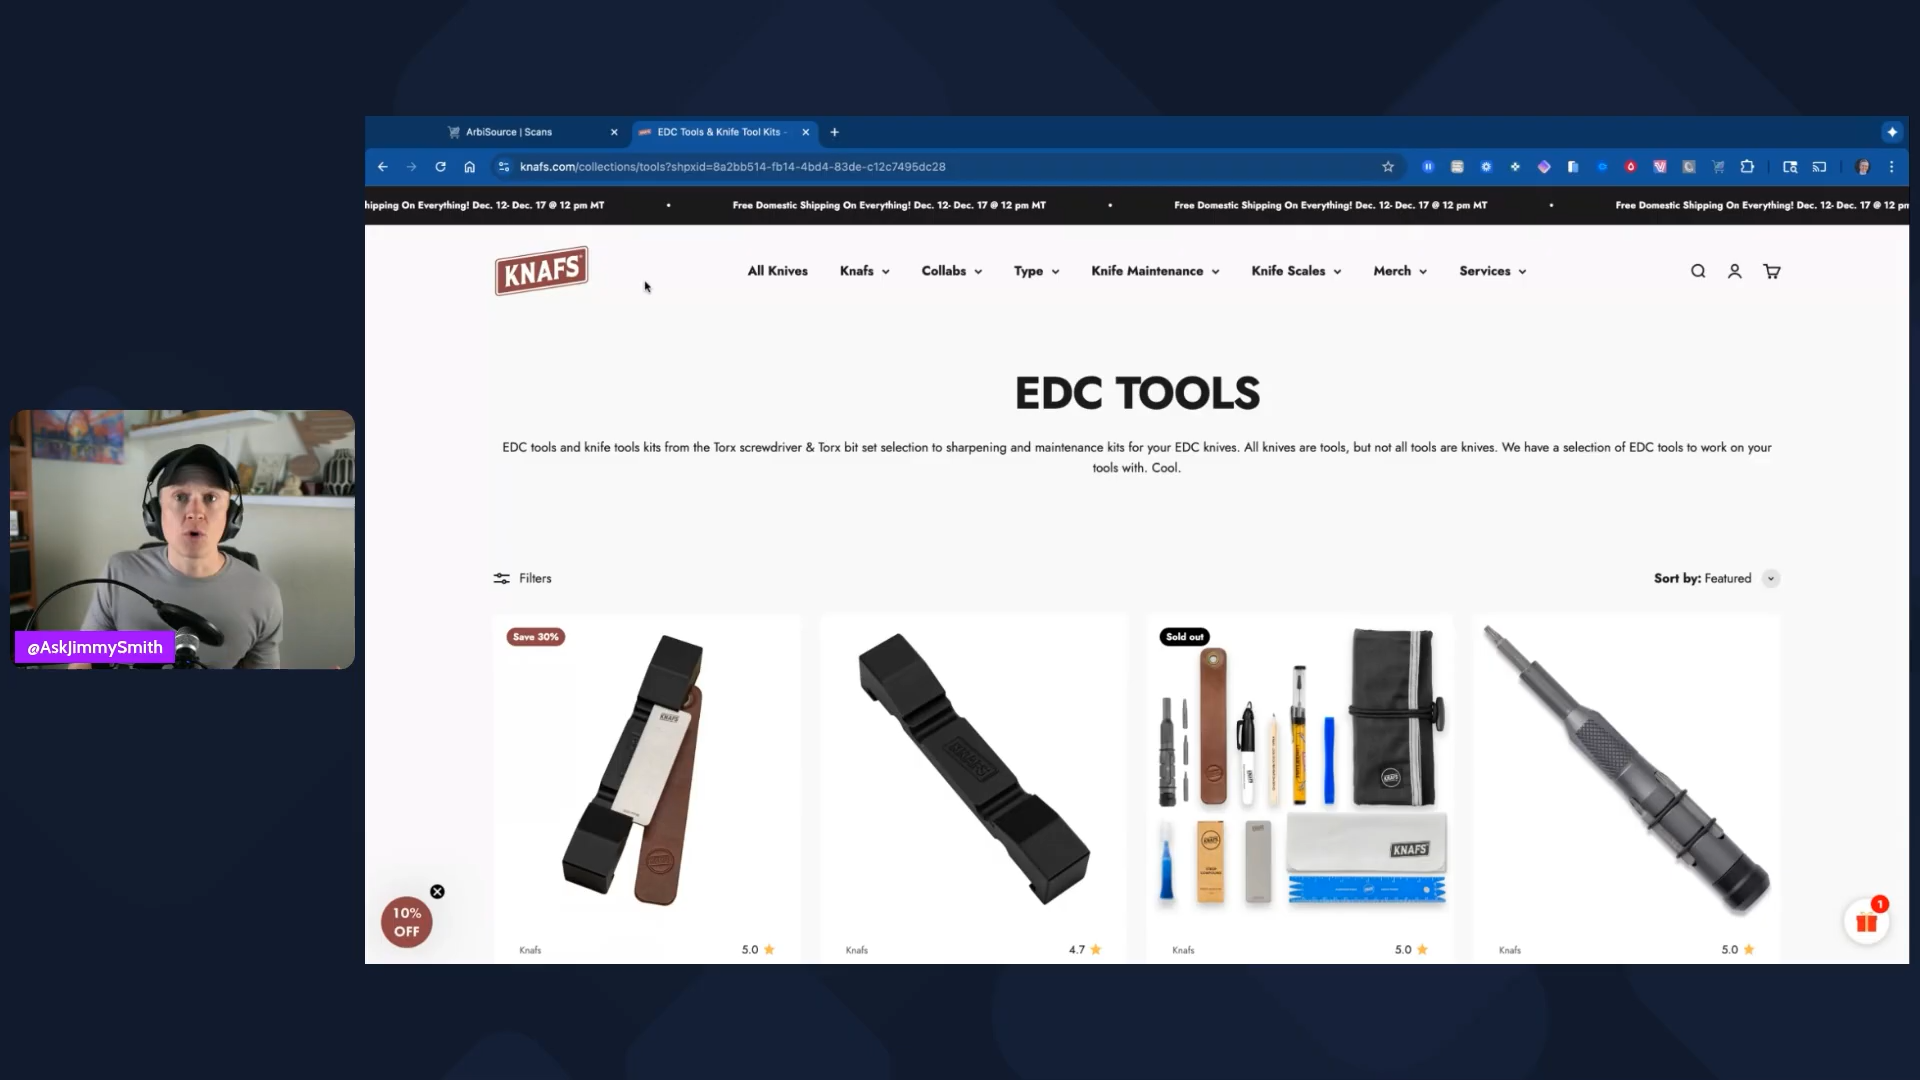 ArbiSource | Scans
EDC Tools & Knife Tool Kits -
knafs.com/collections/tools?shpxid=8a2bb514-fb14-4bd4-83de-c12c7495dc28
hipping On Everything! Dec. 12- Dec. 17 @ 12 pm MT • Free Domestic Shipping On Everything! Dec. 12- Dec. 17 @ 12 pm MT • Free Domestic Shipping On Everything! Dec. 12- Dec. 17 @ 12 pm MT • Free Domestic Shipping On Everything! Dec. 12- Dec. 17 @ 12 pm
KNAFS
All Knives Knafs Collabs Type Knife Maintenance Knife Scales Merch Services
EDC TOOLS
EDC tools and knife tools kits from the Torx screwdriver & Torx bit set selection to sharpening and maintenance kits for your EDC knives. All knives are tools, but not all tools are knives. We have a selection of EDC tools to work on your
tools with. Cool.
Filters
Sort by: Featured
Save 30%
Sold out
KNAFS
KNAFS
KNAFS
@AskJimmySmith
10%
OFF
1
Knafs 5.0
Knafs 4.7
Knafs 5.0
Knafs 5.0